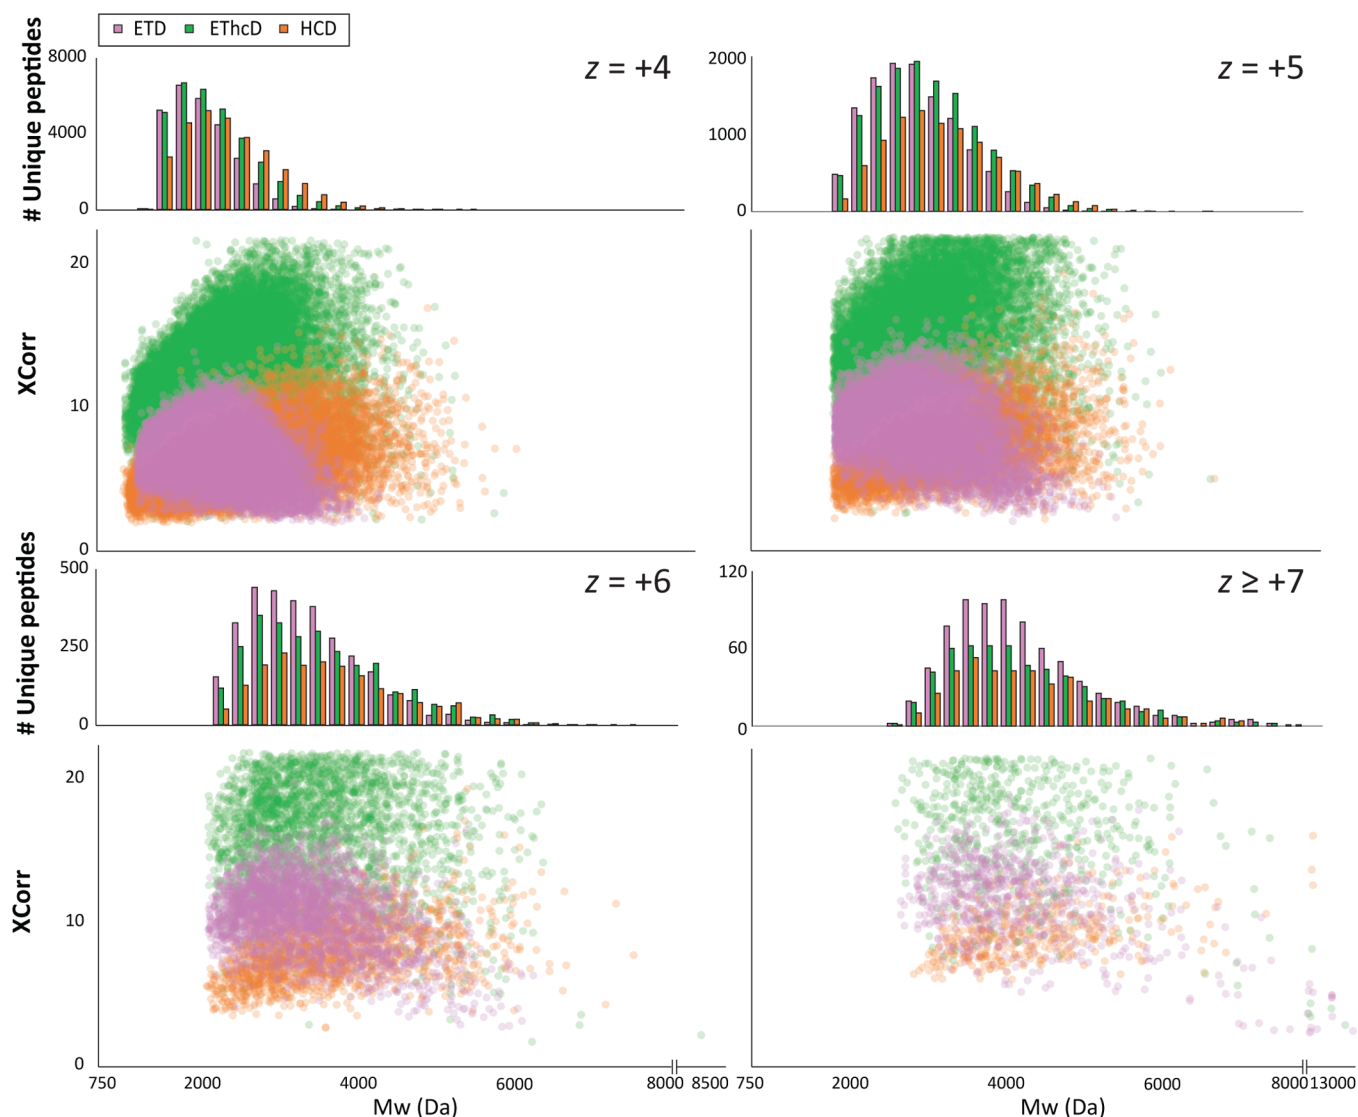 ETD EThcD HCD
# Unique peptides
8000
4000
0
z = +4
2000
1000
0
z = +5
XCorr
20
10
0
# Unique peptides
500
250
0
z = +6
120
60
0
z ≥ +7
XCorr
20
10
0
750 2000 4000 6000 8000 8500
Mw (Da)
750 2000 4000 6000 8000 13000
Mw (Da)